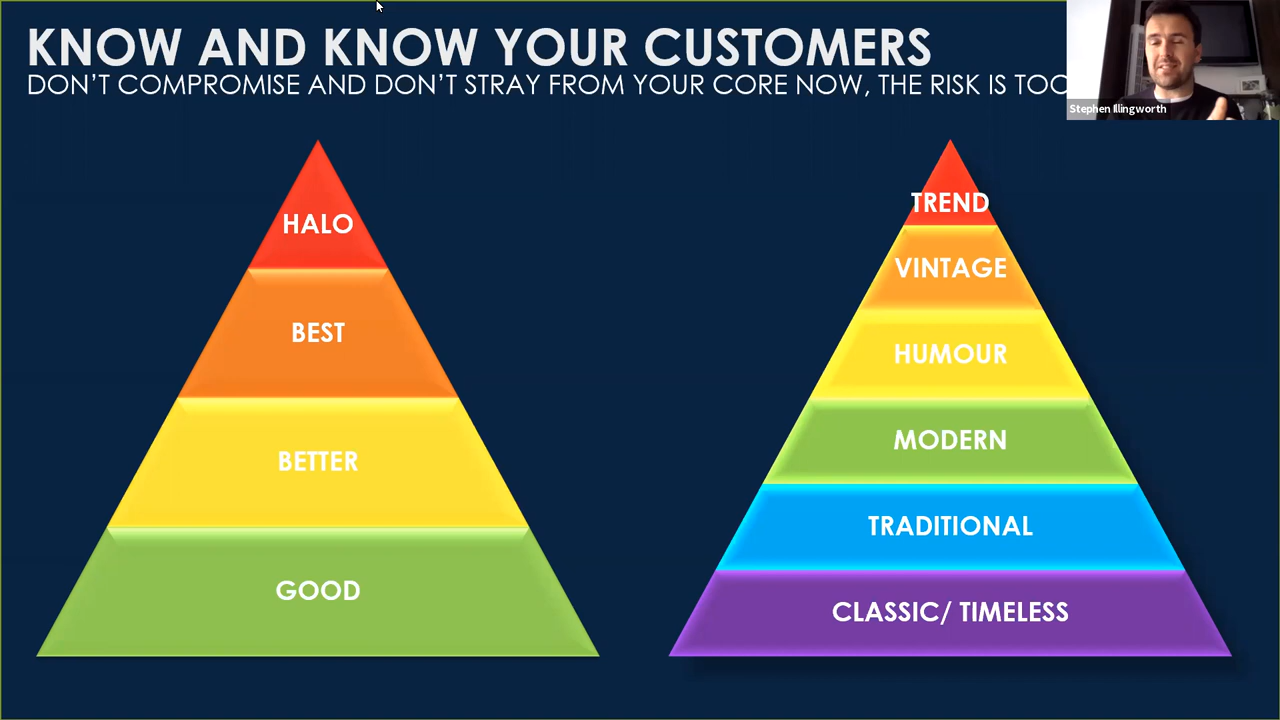 KNOW AND KNOW YOUR CUSTOMERS
DON'T COMPROMISE AND DON'T STRAY FROM YOUR CORE NOW, THE RISK IS TOO
Stephen Illingworth
HALO
BEST
BETTER
GOOD
TREND
VINTAGE
HUMOUR
MODERN
TRADITIONAL
CLASSIC/ TIMELESS